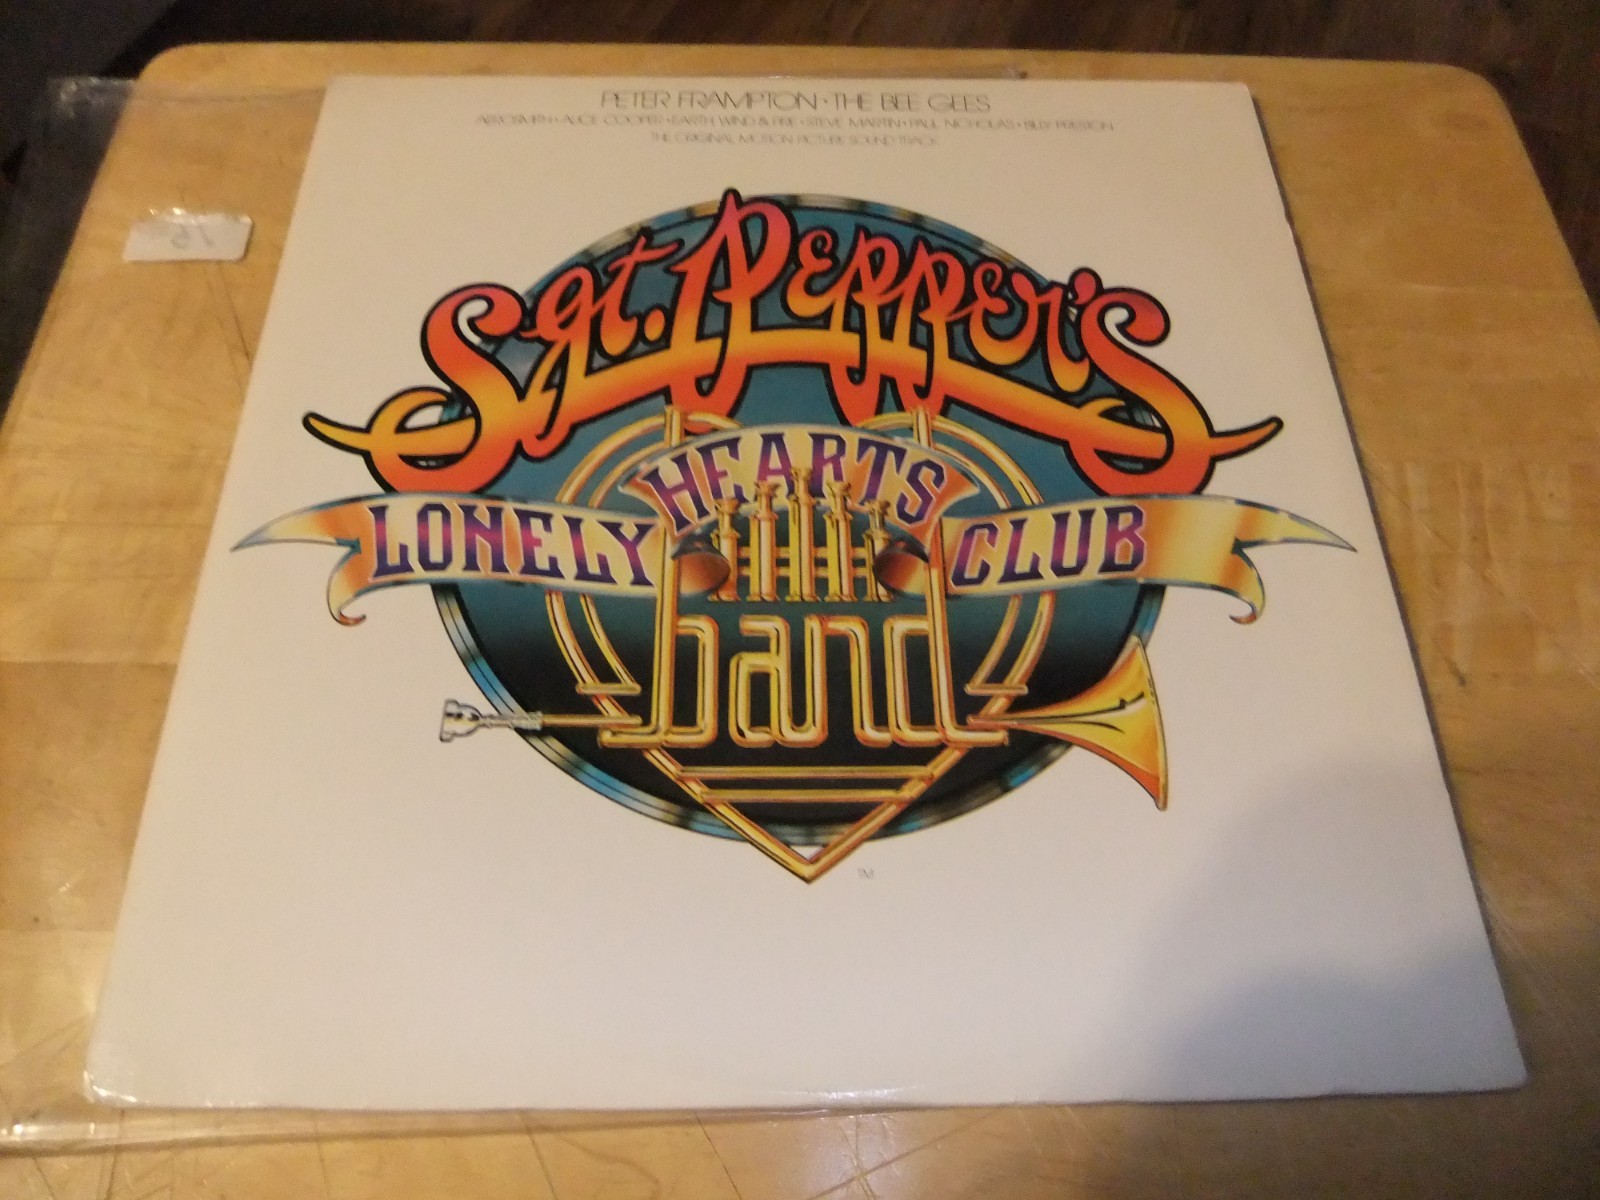 PETER FRAMPTON • THE BEE GEES
AEROSMITH • ALICE COOPER • EARTH, WIND & FIRE • STEVE MARTIN • PAUL NICHOLAS • BILLY PRESTON
THE ORIGINAL MOTION PICTURE SOUND TRACK
Sgt. Pepper's
LONELY HEARTS CLUB
band
TM